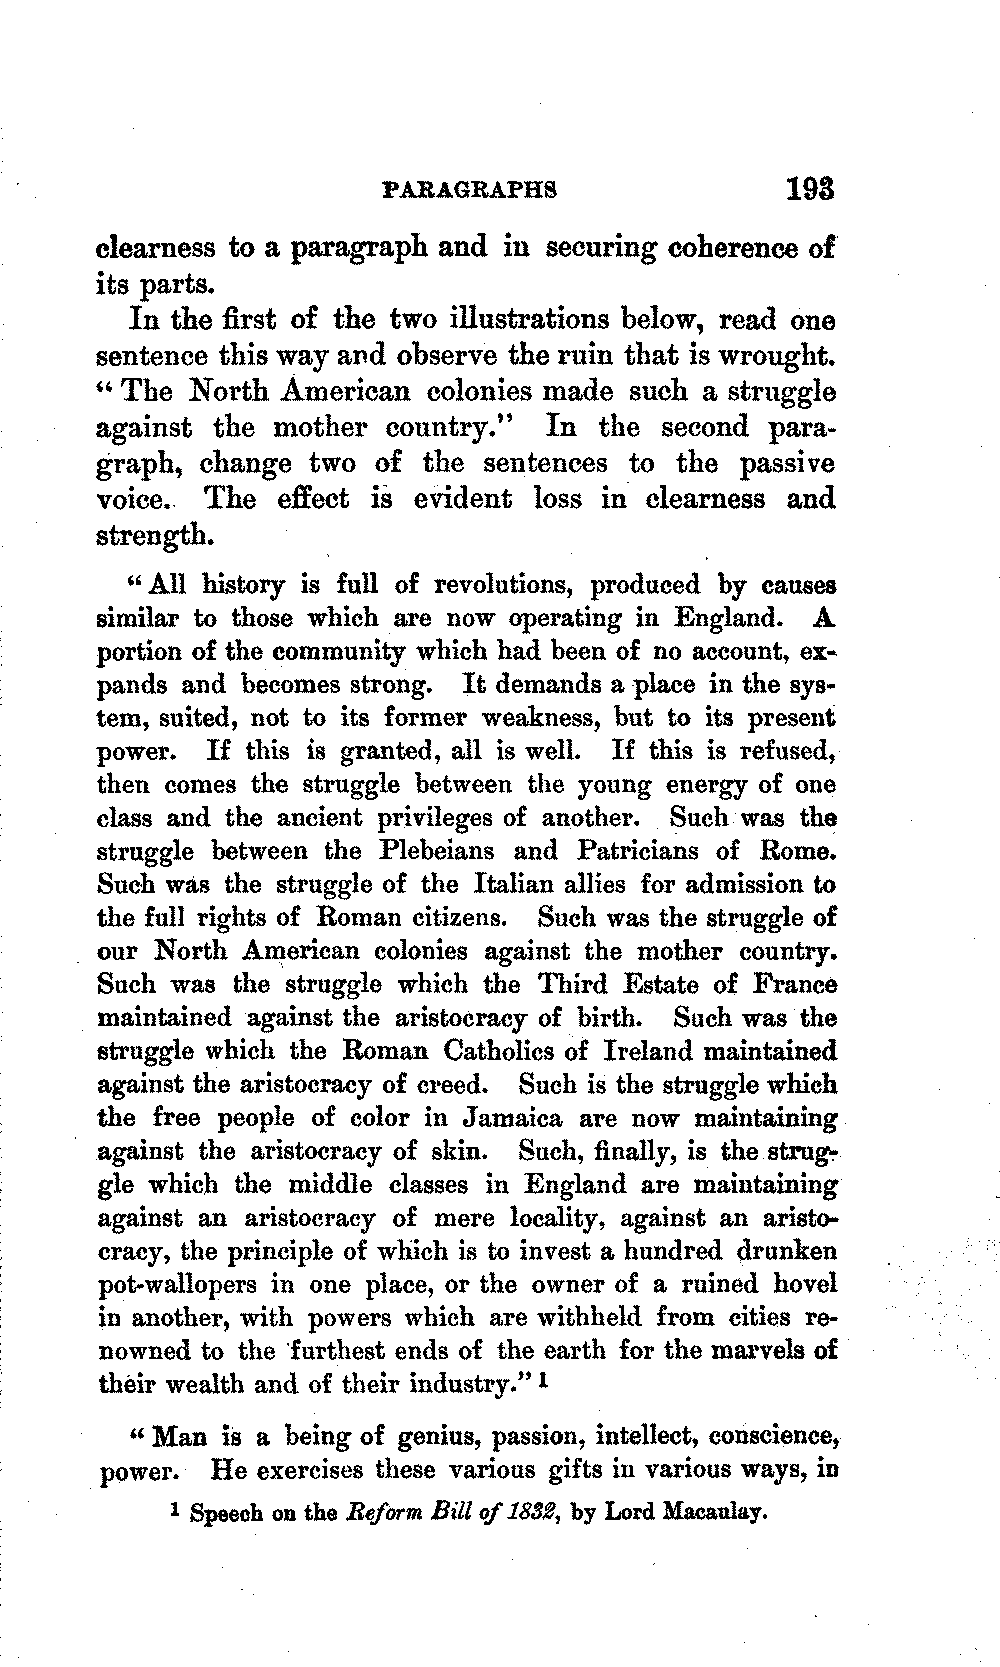 PARAGRAPHS 193
clearness to a paragraph and in securing coherence of
its parts.
In the first of the two illustrations below, read one
sentence this way and observe the ruin that is wrought.
“ The North American colonies made such a struggle
against the mother country.” In the second para-
graph, change two of the sentences to the passive
voice. The effect is evident loss in clearness and
strength.
“ All history is full of revolutions, produced by causes
similar to those which are now operating in England. A
portion of the community which had been of no account, ex-
pands and becomes strong. It demands a place in the sys-
tem, suited, not to its former weakness, but to its present
power. If this is granted, all is well. If this is refused,
then comes the struggle between the young energy of one
class and the ancient privileges of another. Such was the
struggle between the Plebeians and Patricians of Rome.
Such was the struggle of the Italian allies for admission to
the full rights of Roman citizens. Such was the struggle of
our North American colonies against the mother country.
Such was the struggle which the Third Estate of France
maintained against the aristocracy of birth. Such was the
struggle which the Roman Catholics of Ireland maintained
against the aristocracy of creed. Such is the struggle which
the free people of color in Jamaica are now maintaining
against the aristocracy of skin. Such, finally, is the strug-
gle which the middle classes in England are maintaining
against an aristocracy of mere locality, against an aristo-
cracy, the principle of which is to invest a hundred drunken
pot-wallopers in one place, or the owner of a ruined hovel
in another, with powers which are withheld from cities re-
nowned to the furthest ends of the earth for the marvels of
their wealth and of their industry.” 1
“ Man is a being of genius, passion, intellect, conscience,
power. He exercises these various gifts in various ways, in
1 Speech on the Reform Bill of 1832, by Lord Macaulay.